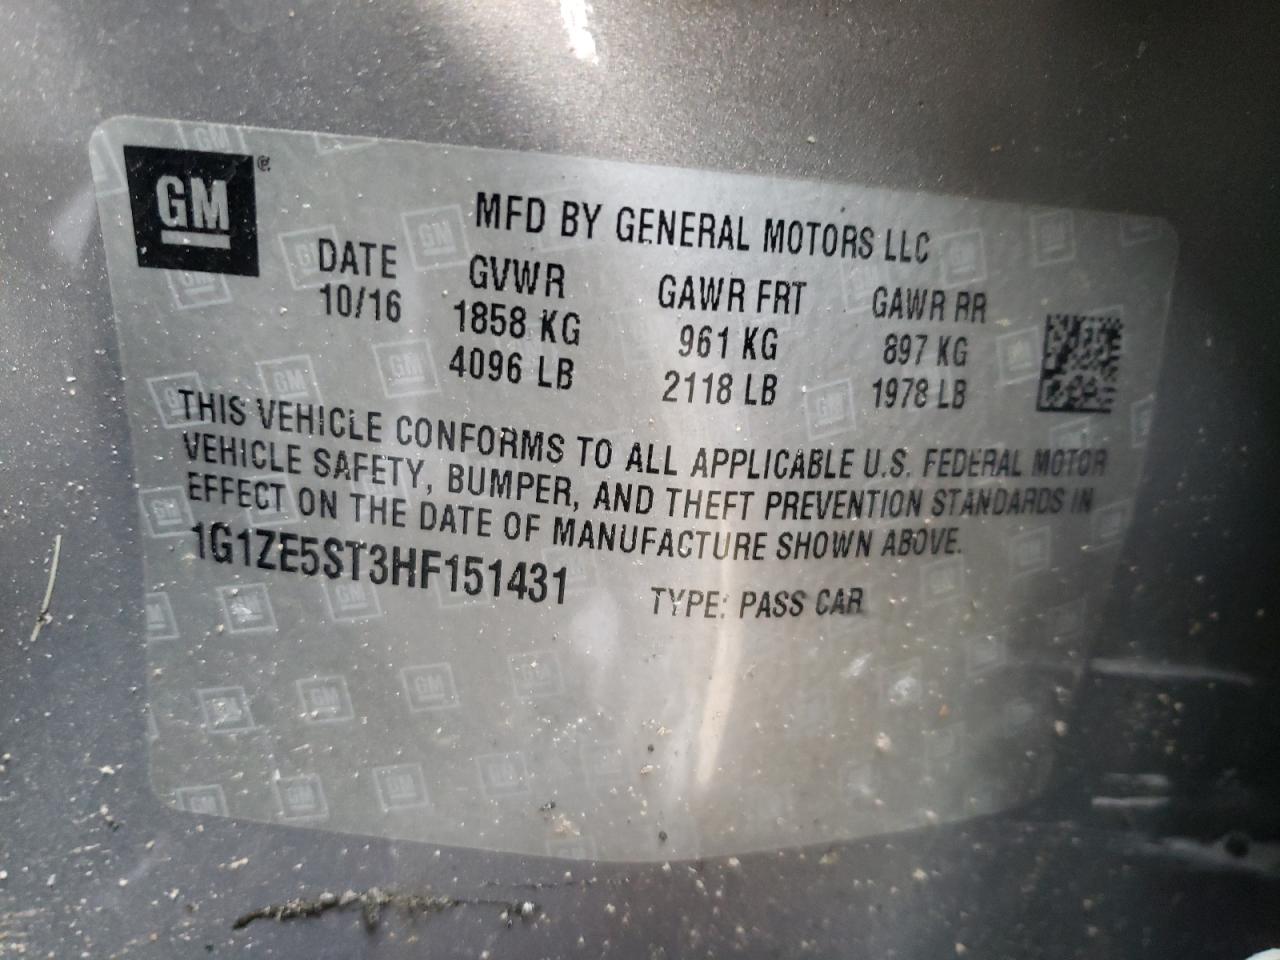 GM ®
MFD BY GENERAL MOTORS LLC
DATE GVWR GAWR FRT GAWR RR
10/16 1858 KG 961 KG 897 KG
4096 LB 2118 LB 1978 LB
THIS VEHICLE CONFORMS TO ALL APPLICABLE U.S. FEDERAL MOTOR
VEHICLE SAFETY, BUMPER, AND THEFT PREVENTION STANDARDS IN
EFFECT ON THE DATE OF MANUFACTURE SHOWN ABOVE.
1G1ZE5ST3HF151431 TYPE: PASS CAR